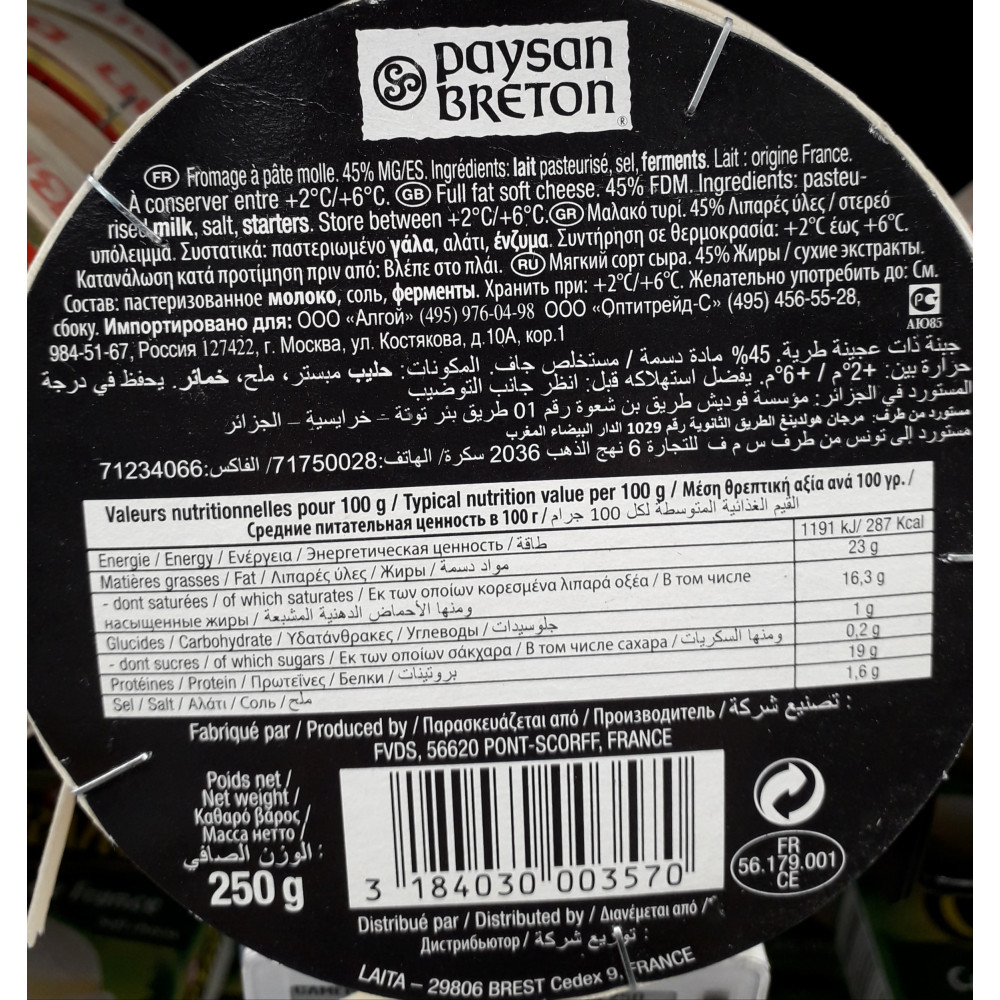 paysan
BRETON ®
FR Fromage à pâte molle. 45% MG/ES. Ingrédients: lait pasteurisé, sel, ferments. Lait : origine France.
À conserver entre +2°C/+6°C. GB Full fat soft cheese. 45% FDM. Ingredients: pasteu-
rised milk, salt, starters. Store between +2°C/+6°C. GR Μαλακό τυρί. 45% Λιπαρές ύλες / στερεό
υπόλειμμα. Συστατικά: παστεριωμένο γάλα, αλάτι, ένζυμα. Συντήρηση σε θερμοκρασία: +2°C έως +6°C.
Κατανάλωση κατά προτίμηση πριν από: Βλέπε στο πλάι. RU Мягкий сорт сыра. 45% Жиры / сухие экстракты.
Состав: пастеризованное молоко, соль, ферменты. Хранить при: +2°C/+6°C. Желательно употребить до: См.
сбоку. Импортировано для: ООО «Алгой» (495) 976-04-98 ООО «Оптитрейд-С» (495) 456-55-28,
984-51-67, Россия 127422, г. Москва, ул. Костякова, д.10А, кор.1
АЮ85
جبنة ذات عجينة طرية. 45% مادة دسمة / مستخلص جاف. المكونات: حليب مبستر، ملح، خمائر. يحفظ في درجة
حرارة بين: +2°م / +6°م. يفضل استهلاكه قبل: انظر جانب التوضيب
المستورد في الجزائر: مؤسسة فوديش طريق بن شعوة رقم 01 طريق بئر توتة - خرايسية - الجزائر
مستورد من طرف. مرجان هولدينغ الطريق الثانوية رقم 1029 الدار البيضاء المغرب
مستورد إلى تونس من طرف س م ف للتجارة 6 نهج الذهب 2036 سكرة/ الهاتف:71750028/ الفاكس:71234066
Valeurs nutritionnelles pour 100 g / Typical nutrition value per 100 g / Μέση θρεπτική αξία ανά 100 γρ. /
Средние питательная ценность в 100 г / القيم الغذائية المتوسطة لكل 100 جرام
Energie / Energy / Ενέργεια / Энергетическая ценность / طاقة 1191 kJ/ 287 Kcal
Matières grasses / Fat / Λιπαρές ύλες / Жиры / مواد دسمة 23 g
- dont saturées / of which saturates / Εκ των οποίων κορεσμένα λιπαρά οξέα / В том числе
насыщенные жиры / ومنها الأحماض الدهنية المشبعة 16,3 g
Glucides / Carbohydrate / Υδατάνθρακες / Углеводы / جلوسيدات 1 g
- dont sucres / of which sugars / Εκ των οποίων σάκχαρα / В том числе сахара / ومنها السكريات 0,2 g
Protéines / Protein / Πρωτεΐνες / Белки / بروتينات 19 g
Sel / Salt / Αλάτι / Соль / ملح 1,6 g
Fabriqué par / Produced by / Παρασκευάζεται από / Производитель / تصنيع شركة :
FVDS, 56620 PONT-SCORFF, FRANCE
Poids net /
Net weight /
Καθαρό βάρος /
Масса нетто /
الوزن الصافي :
250 g
3 184030 003570
FR
56.179.001
CE
Distribué par / Distributed by / Διανέμεται από /
Дистрибьютор / توزيع شركة :
LAITA – 29806 BREST Cedex 9, FRANCE